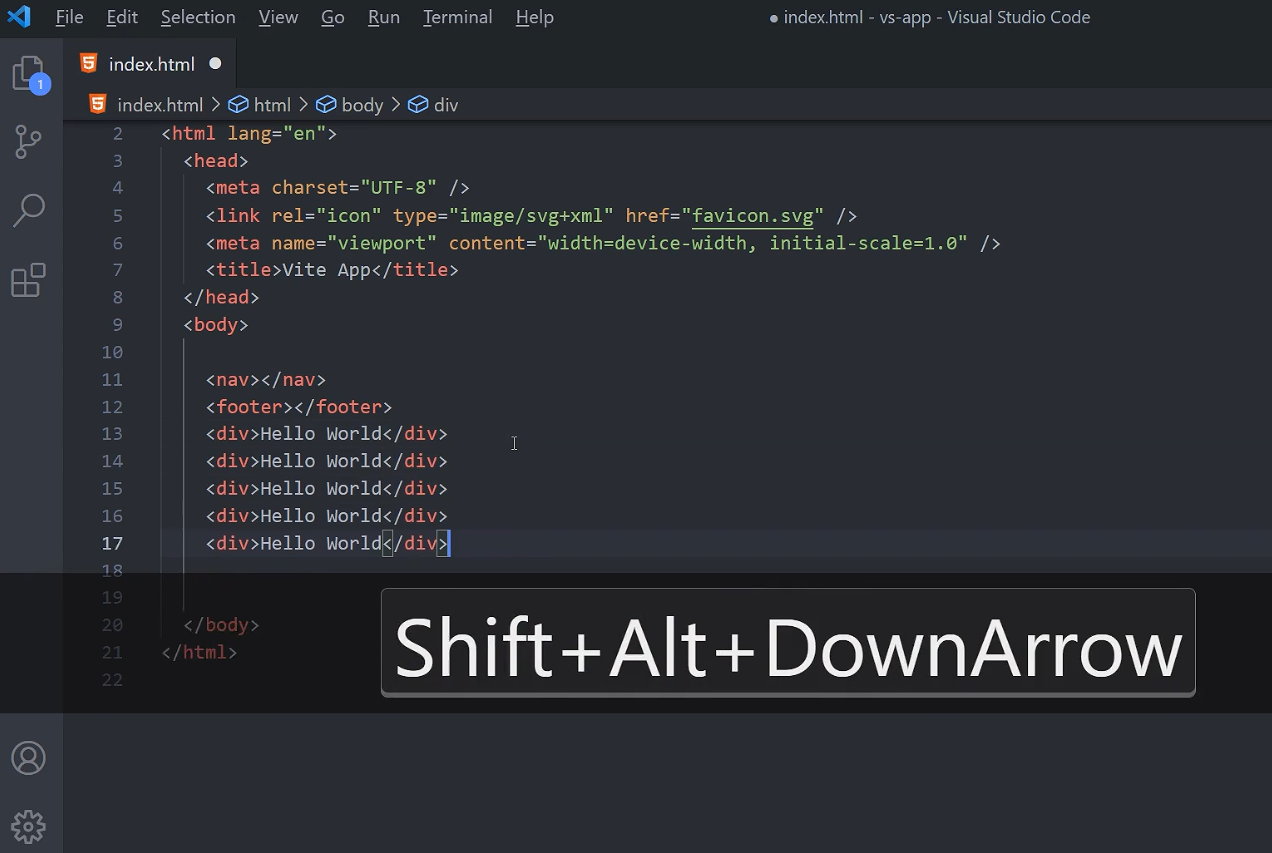 File Edit Selection View Go Run Terminal Help ● index.html - vs-app - Visual Studio Code
index.html ●
1
index.html > html > body > div
2 <html lang="en">
3 <head>
4 <meta charset="UTF-8" />
5 <link rel="icon" type="image/svg+xml" href="favicon.svg" />
6 <meta name="viewport" content="width=device-width, initial-scale=1.0" />
7 <title>Vite App</title>
8 </head>
9 <body>
10
11 <nav></nav>
12 <footer></footer>
13 <div>Hello World</div>
14 <div>Hello World</div>
15 <div>Hello World</div>
16 <div>Hello World</div>
17 <div>Hello World</div>
18
19
20 </body>
21 </html>
22
Shift+Alt+DownArrow